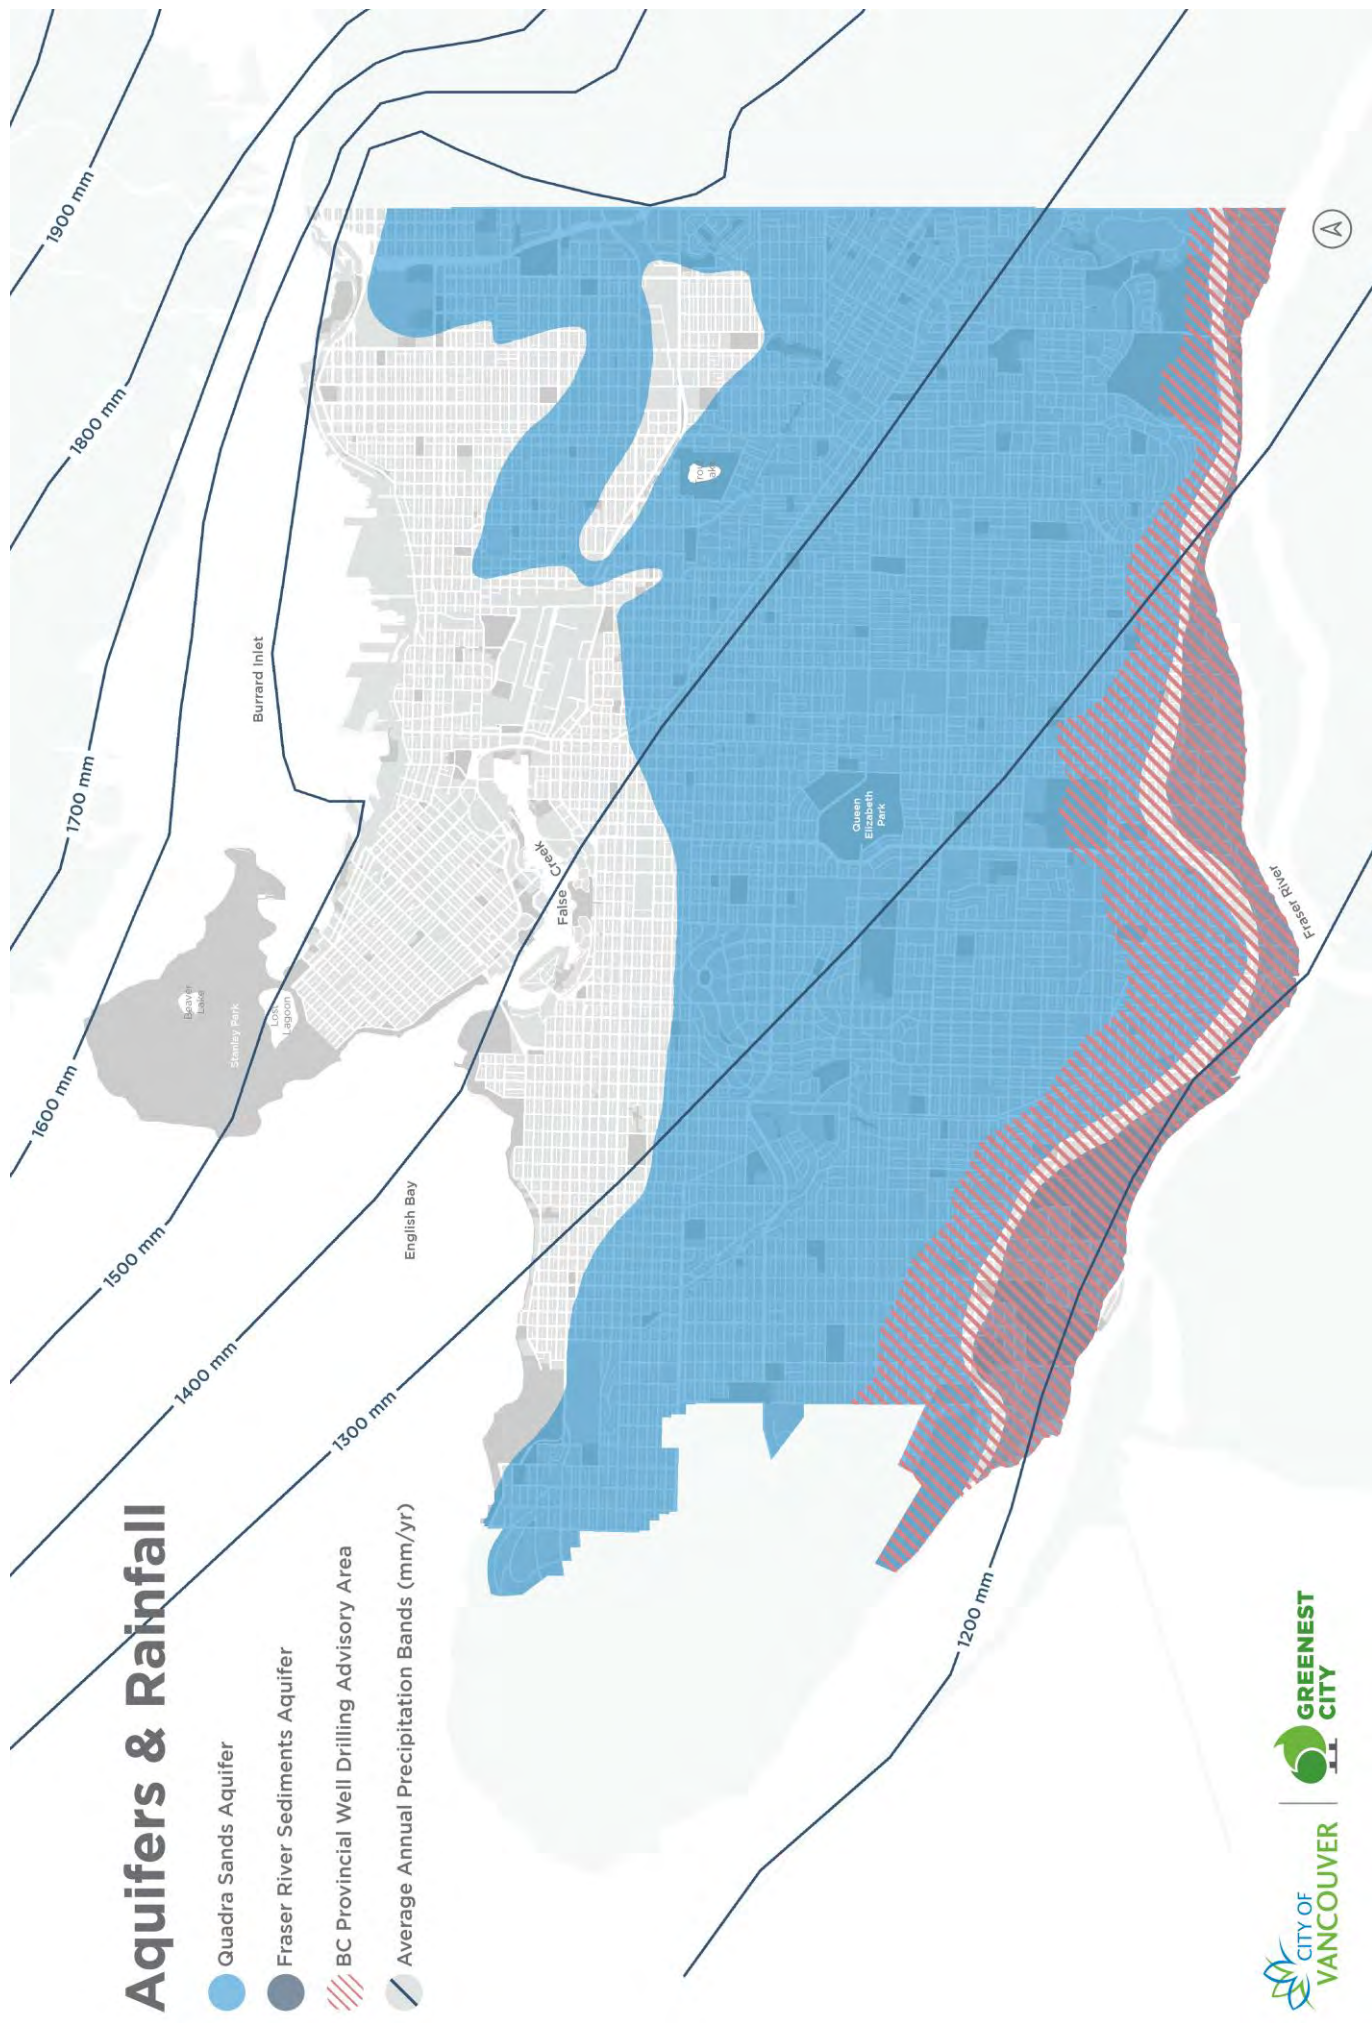 Aquifers & Rainfall
Quadra Sands Aquifer
Fraser River Sediments Aquifer
BC Provincial Well Drilling Advisory Area
Average Annual Precipitation Bands (mm/yr)
1900 mm
1800 mm
1700 mm
1600 mm
1500 mm
1400 mm
1300 mm
1200 mm
Burrard Inlet
Beaver
Lake
Stanley Park
Lost
Lagoon
English Bay
False
Creek
Queen
Elizabeth
Park
Fraser River
CITY OF
VANCOUVER
GREENEST
CITY